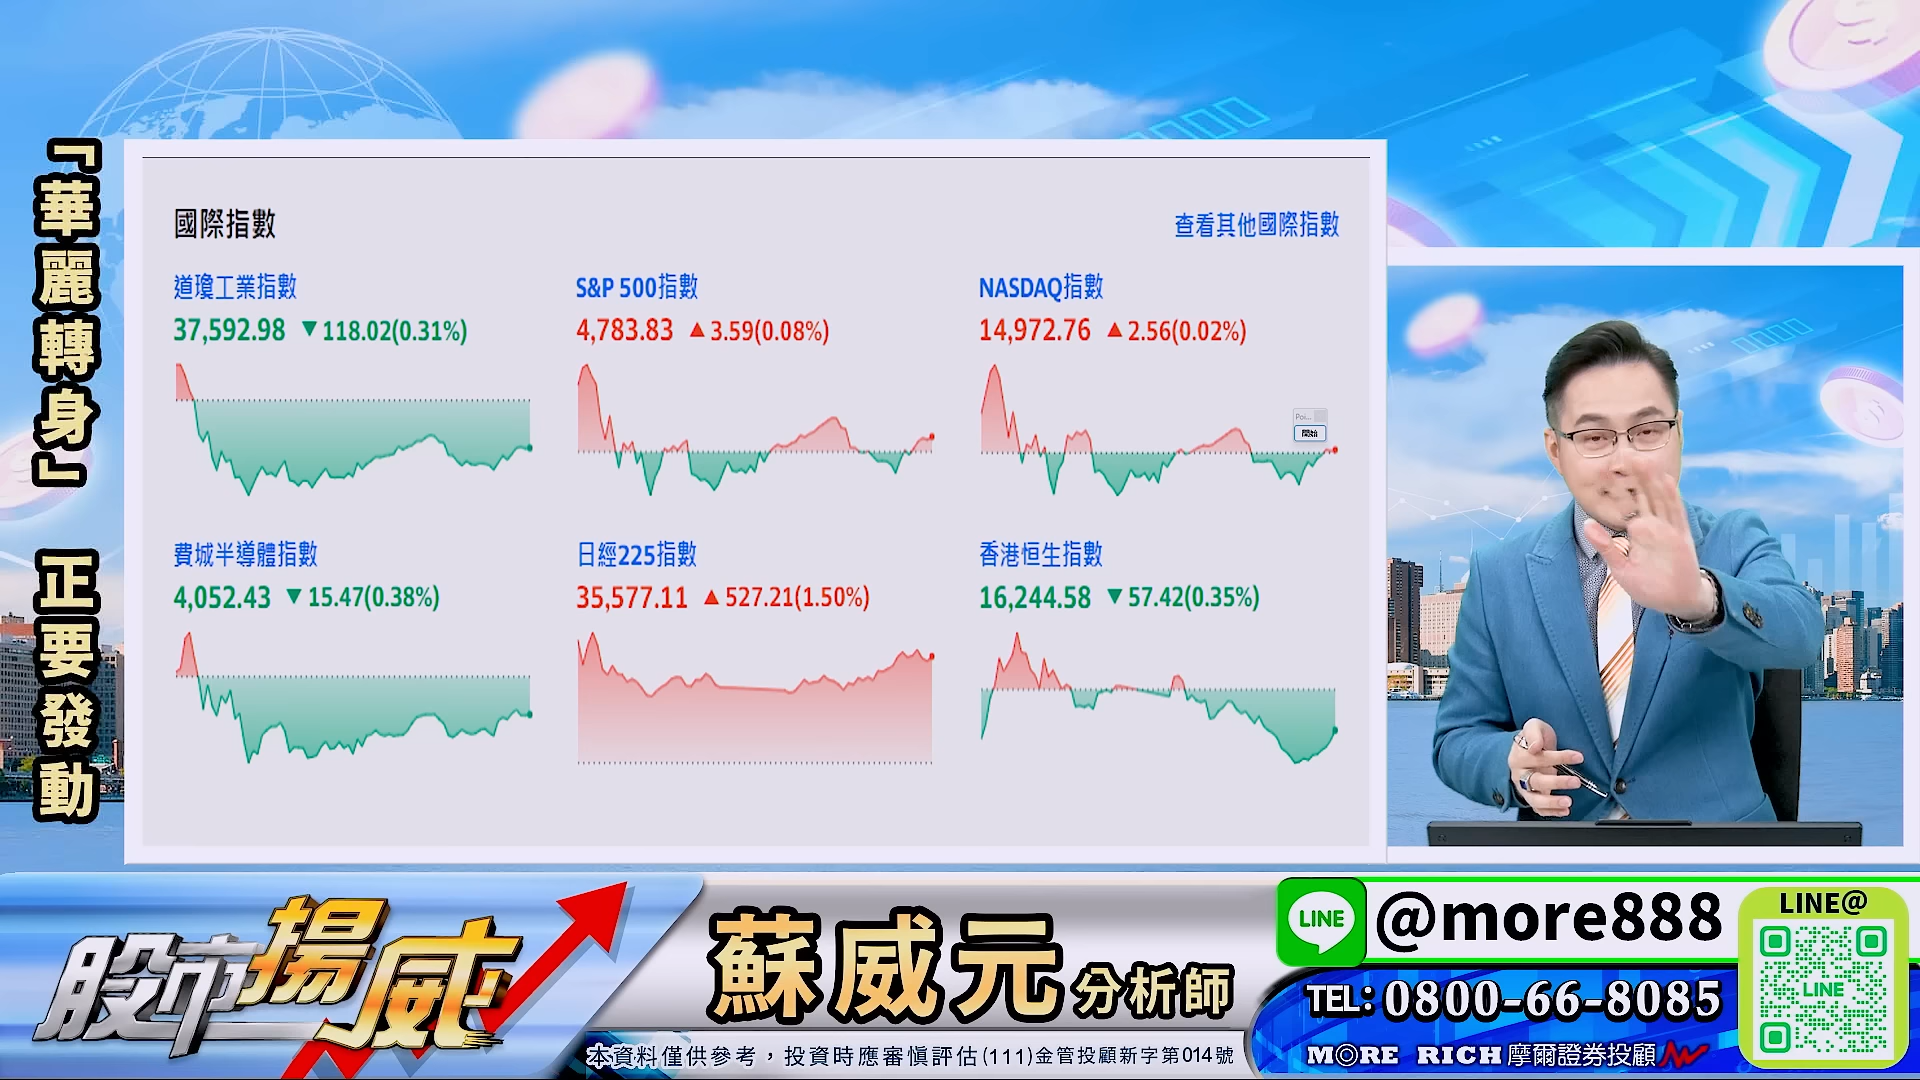 「華麗轉身」 正要發動
國際指數
查看其他國際指數
道瓊工業指數
37,592.98 ▼118.02(0.31%)
S&P 500指數
4,783.83 ▲3.59(0.08%)
NASDAQ指數
14,972.76 ▲2.56(0.02%)
Poi...
開始
費城半導體指數
4,052.43 ▼15.47(0.38%)
日經225指數
35,577.11 ▲527.21(1.50%)
香港恒生指數
16,244.58 ▼57.42(0.35%)
股市揚威
蘇威元 分析師
本資料僅供參考，投資時應審慎評估(111)金管投顧新字第014號
LINE
@more888
TEL:0800-66-8085
MORE RICH 摩爾證券投顧
LINE@
LINE